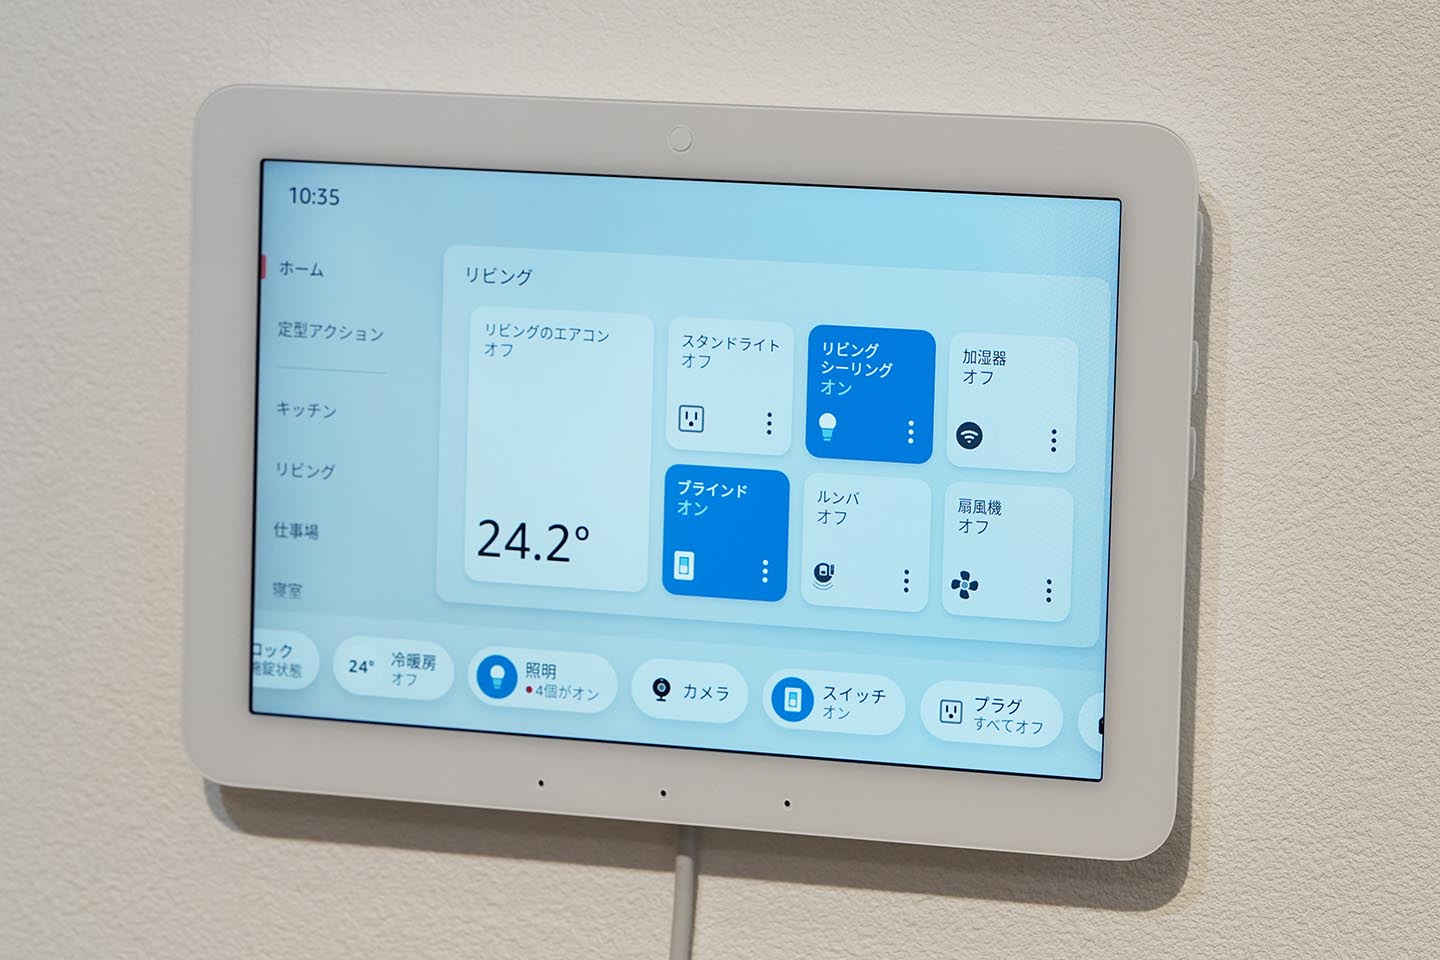 10:35
ホーム
定型アクション
キッチン
リビング
仕事場
寝室
リビング
リビングのエアコン
オフ
24.2°
スタンドライト
オフ
リビング
シーリング
オン
加湿器
オフ
ブラインド
オン
ルンバ
オフ
扇風機
オフ
ロック
施錠状態
24°
冷暖房
オフ
照明
4個がオン
カメラ
スイッチ
オン
プラグ
すべてオフ